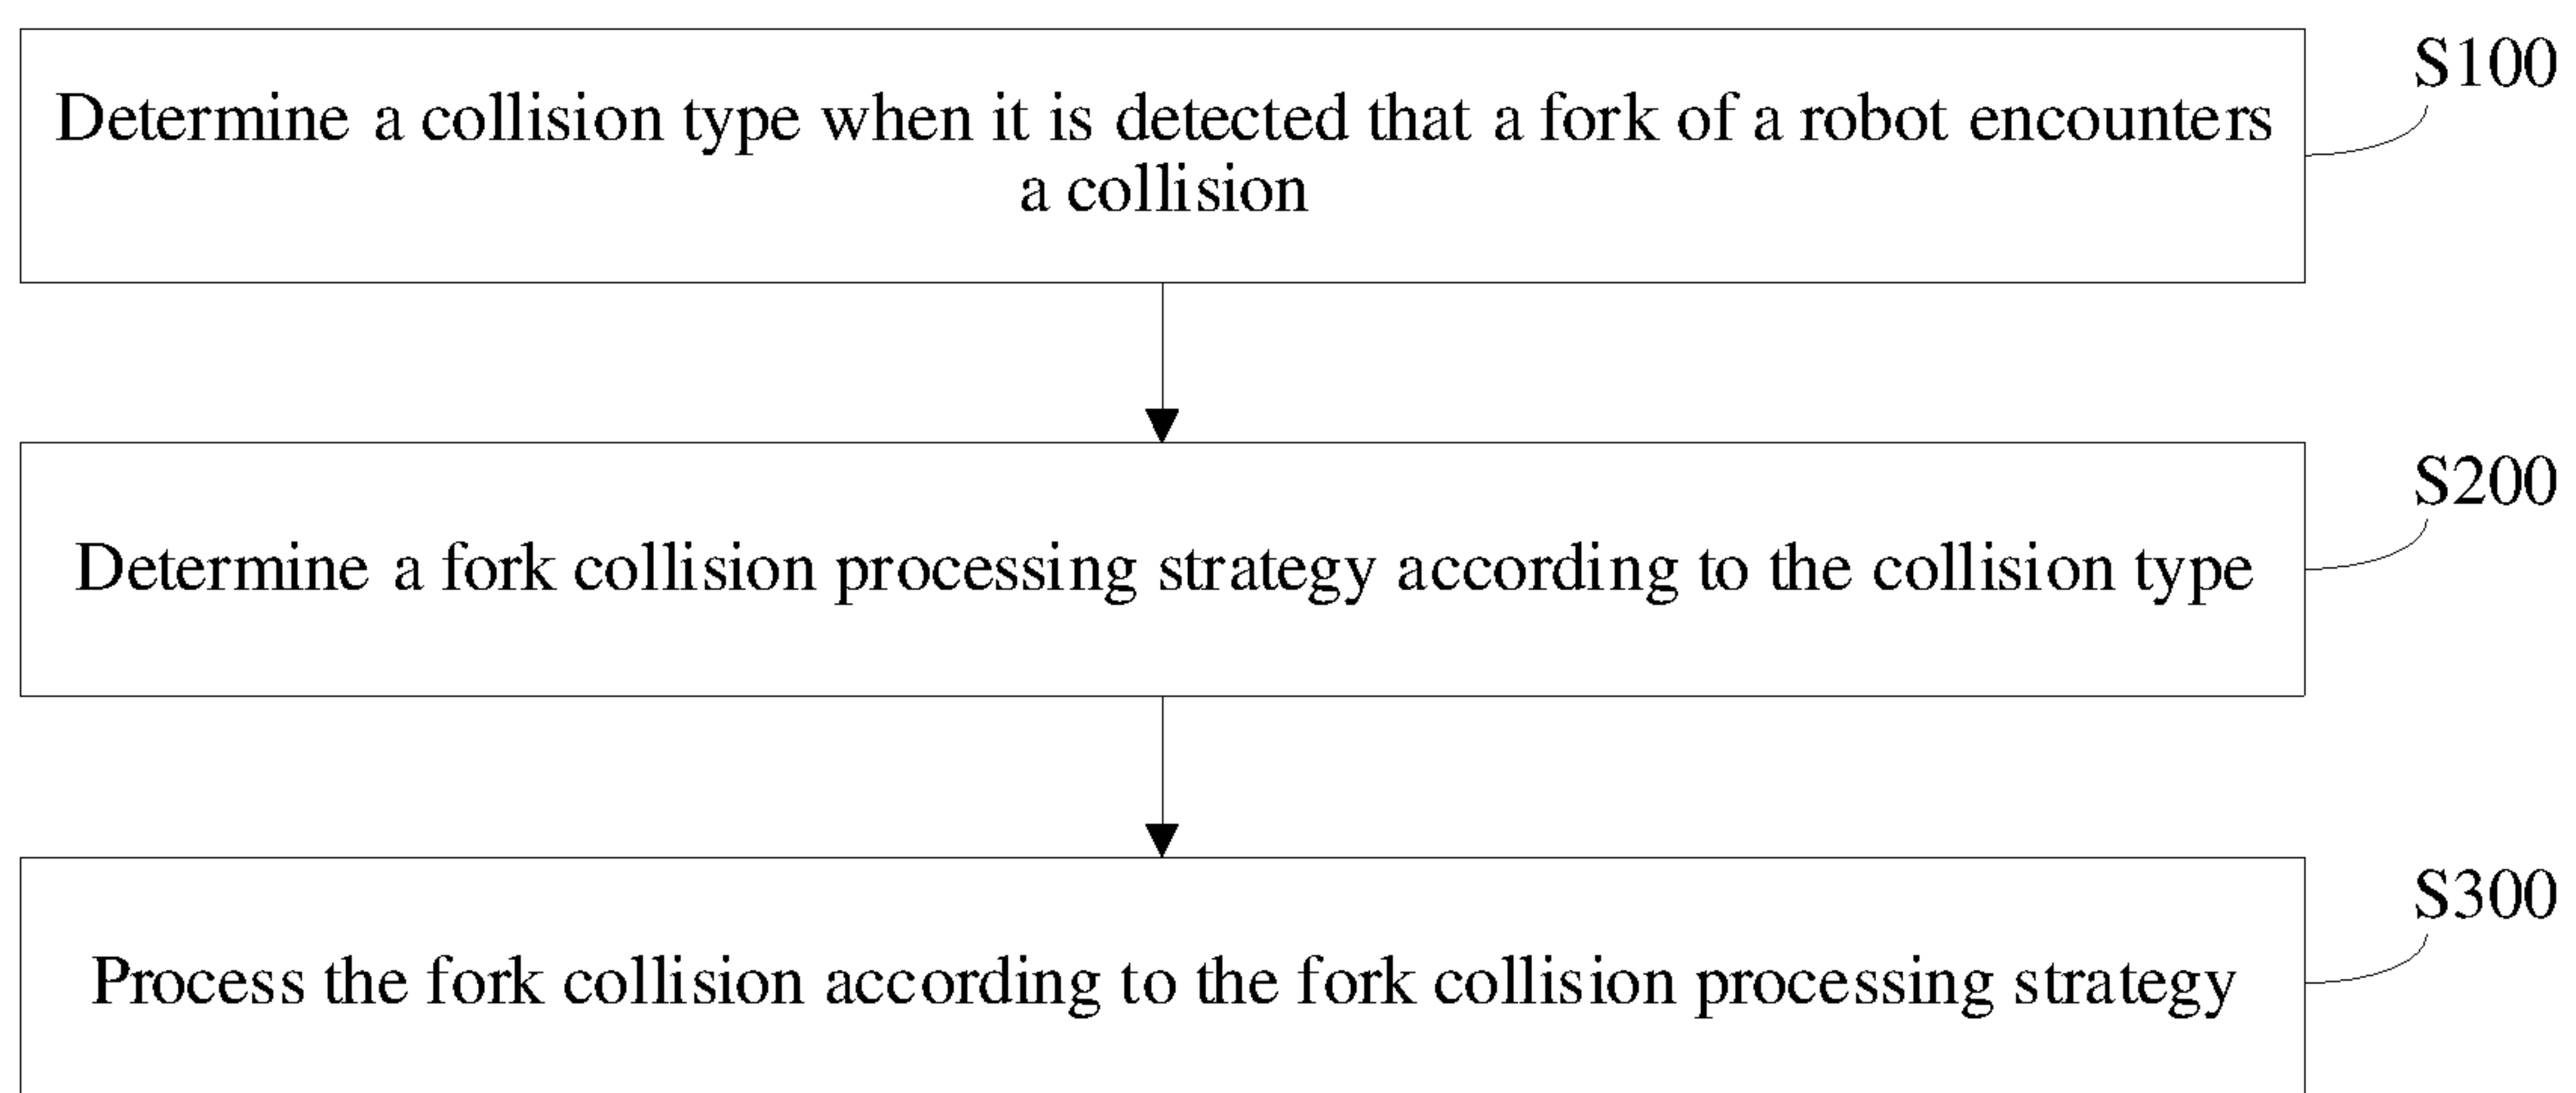 S100
Determine a collision type when it is detected that a fork of a robot encounters
a collision
S200
Determine a fork collision processing strategy according to the collision type
S300
Process the fork collision according to the fork collision processing strategy